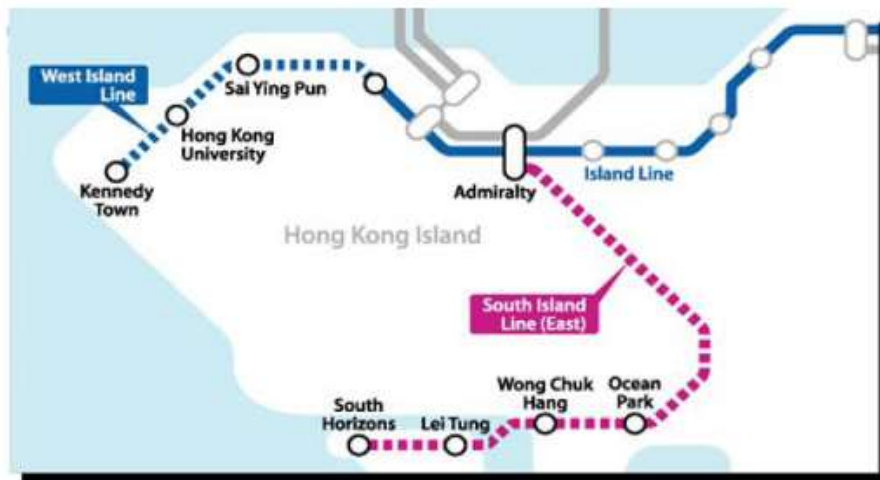 West Island
Line
Sai Ying Pun
Hong Kong
University
Kennedy
Town
Admiralty
Island Line
Hong Kong Island
South Island
Line (East)
South
Horizons
Lei Tung
Wong Chuk
Hang
Ocean
Park